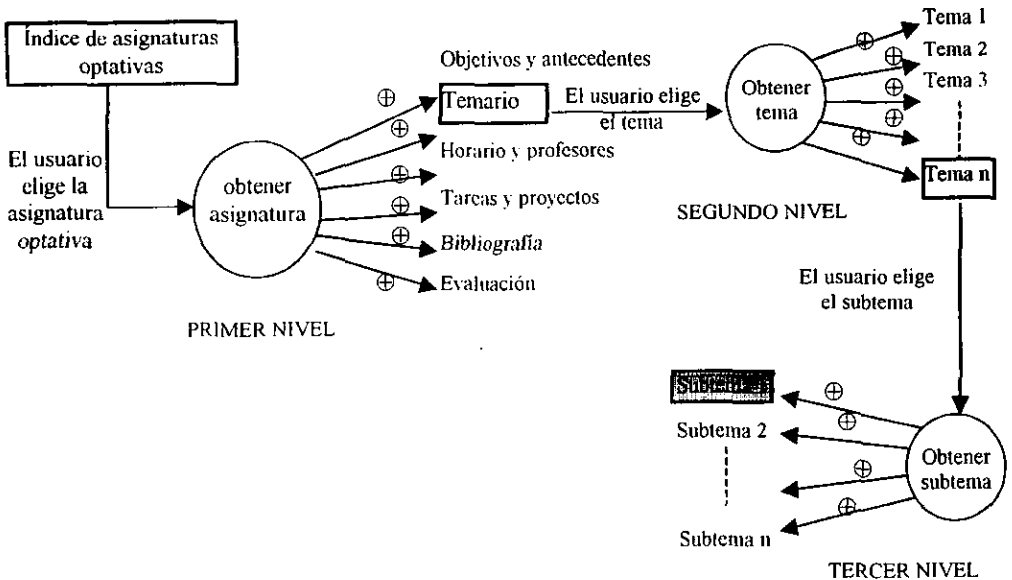 Índice de asignaturas
optativas
El usuario
elige la
asignatura
optativa
obtener
asignatura
PRIMER NIVEL
Objetivos y antecedentes
Temario
Horario y profesores
Tareas y proyectos
Bibliografía
Evaluación
El usuario elige
el tema
Obtener
tema
SEGUNDO NIVEL
Tema 1
Tema 2
Tema 3
Tema n
El usuario elige
el subtema
Obtener
subtema
Subtema 2
Subtema n
TERCER NIVEL